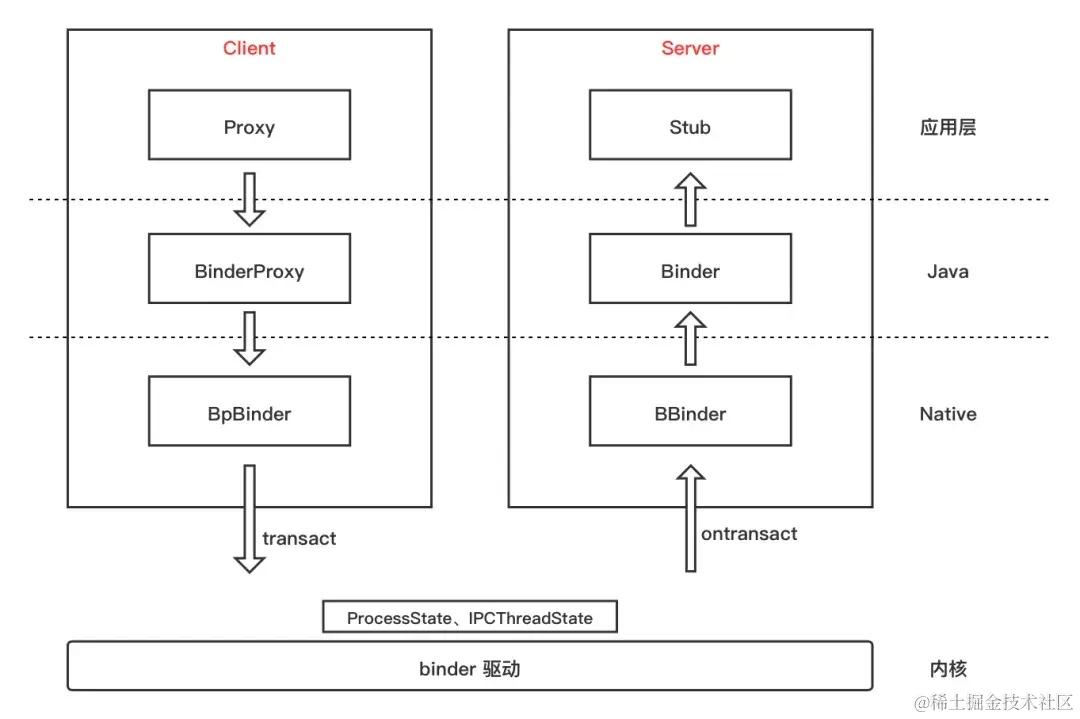 Client
Server
Proxy
Stub
应用层
BinderProxy
Binder
Java
BpBinder
BBinder
Native
transact
ontransact
ProcessState、IPCThreadState
binder 驱动
内核
@稀土掘金技术社区